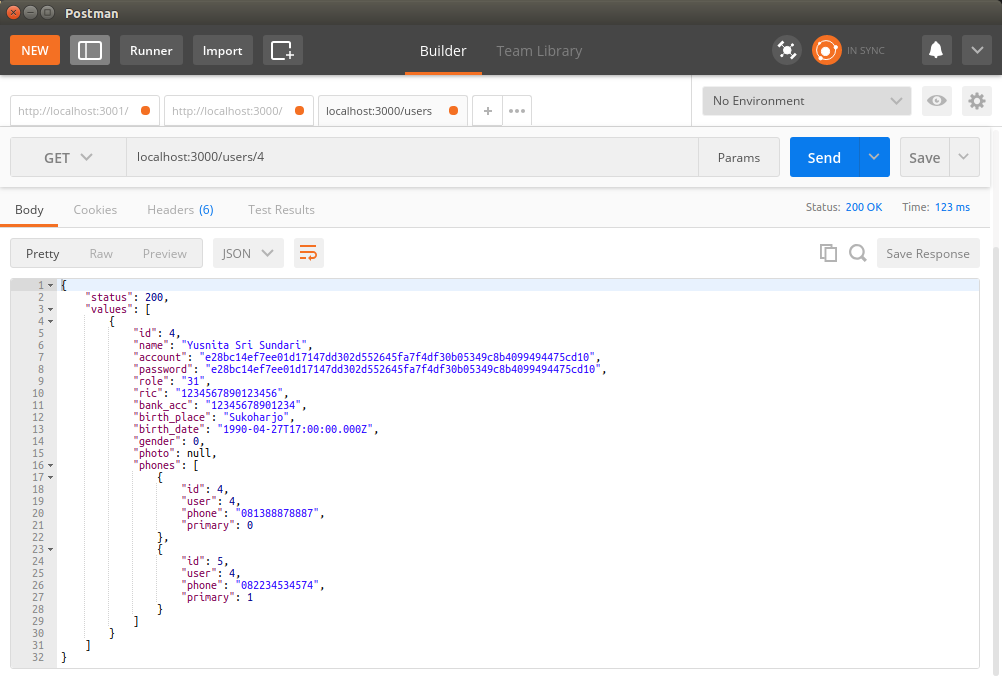 Postman
NEW Runner Import Builder Team Library IN SYNC
http://localhost:3001/ http://localhost:3000/ localhost:3000/users + ••• No Environment
GET localhost:3000/users/4 Params Send Save
Body Cookies Headers (6) Test Results Status: 200 OK Time: 123 ms
Pretty Raw Preview JSON Save Response
1 {
2 "status": 200,
3 "values": [
4 {
5 "id": 4,
6 "name": "Yusnita Sri Sundari",
7 "account": "e28bc14ef7ee01d17147dd302d552645fa7f4df30b05349c8b4099494475cd10",
8 "password": "e28bc14ef7ee01d17147dd302d552645fa7f4df30b05349c8b4099494475cd10",
9 "role": "31",
10 "ric": "1234567890123456",
11 "bank_acc": "12345678901234",
12 "birth_place": "Sukoharjo",
13 "birth_date": "1990-04-27T17:00:00.000Z",
14 "gender": 0,
15 "photo": null,
16 "phones": [
17 {
18 "id": 4,
19 "user": 4,
20 "phone": "081388878887",
21 "primary": 0
22 },
23 {
24 "id": 5,
25 "user": 4,
26 "phone": "082234534574",
27 "primary": 1
28 }
29 ]
30 }
31 ]
32 }